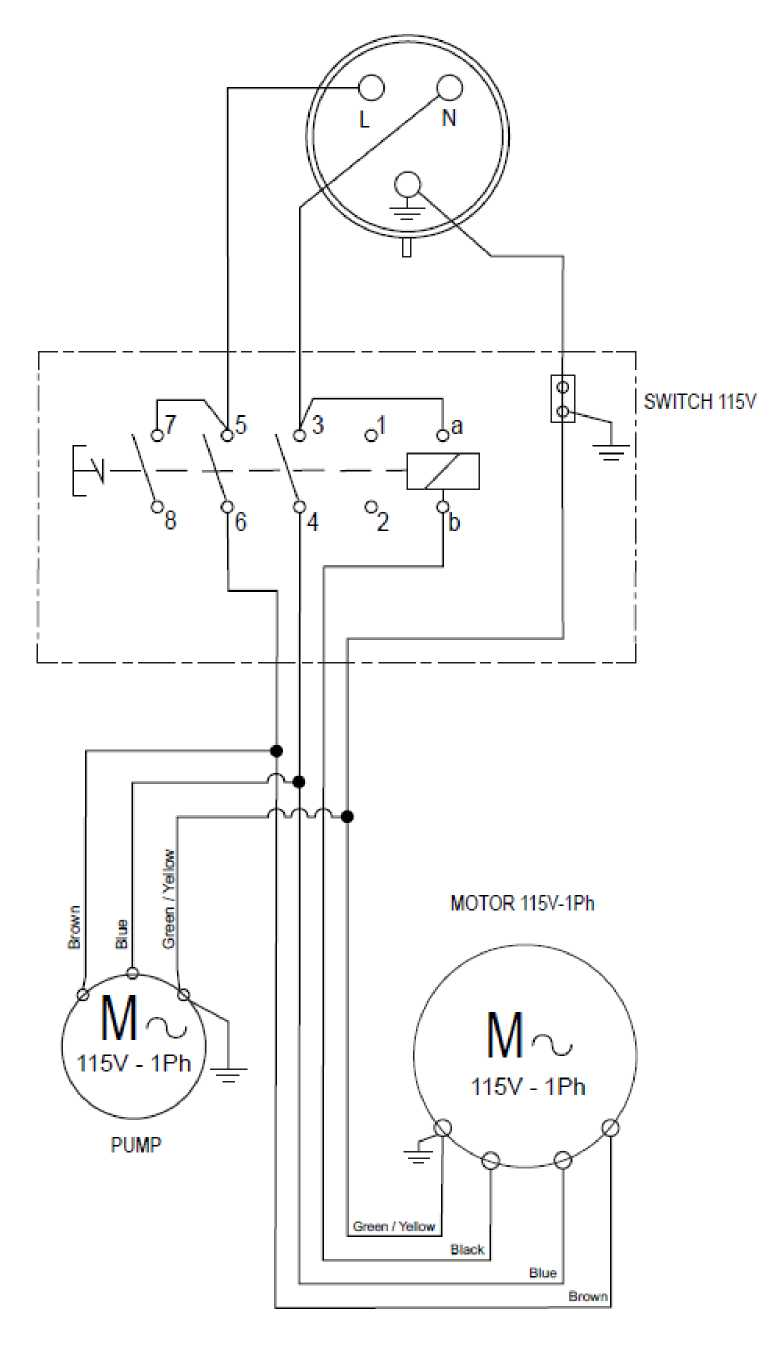 L
N
SWITCH 115V
7
5
3
1
a
8
6
4
2
b
Brown
Blue
Green / Yellow
MOTOR 115V-1Ph
M
115V - 1Ph
PUMP
M
115V - 1Ph
Green / Yellow
Black
Blue
Brown